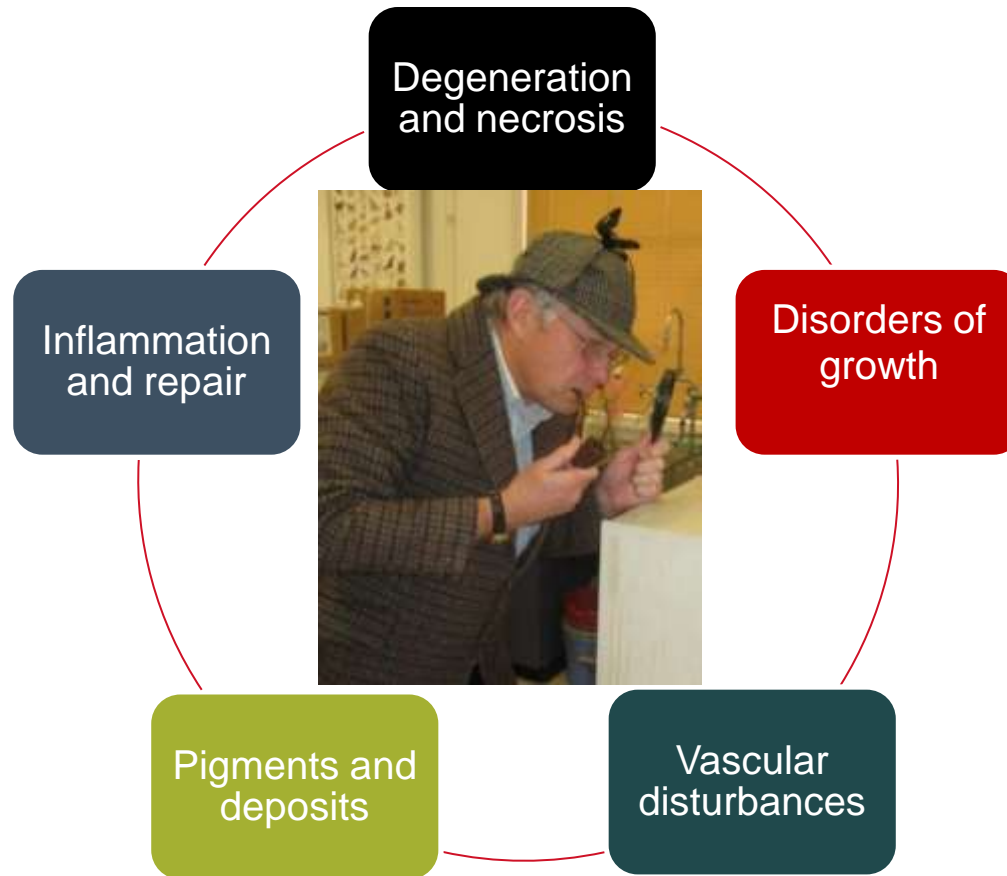 Degeneration
and necrosis
Disorders of
growth
Vascular
disturbances
Pigments and
deposits
Inflammation
and repair